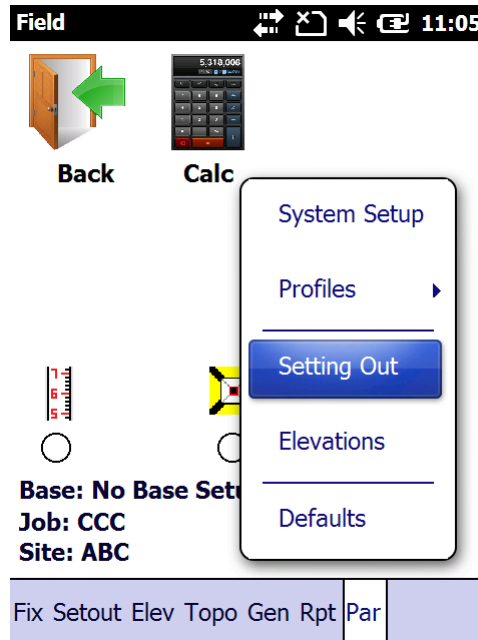 Field 11:05
5,318,008
Back Calc
System Setup
Profiles
Setting Out
Elevations
Defaults
Base: No Base Setu
Job: CCC
Site: ABC
Fix Setout Elev Topo Gen Rpt Par